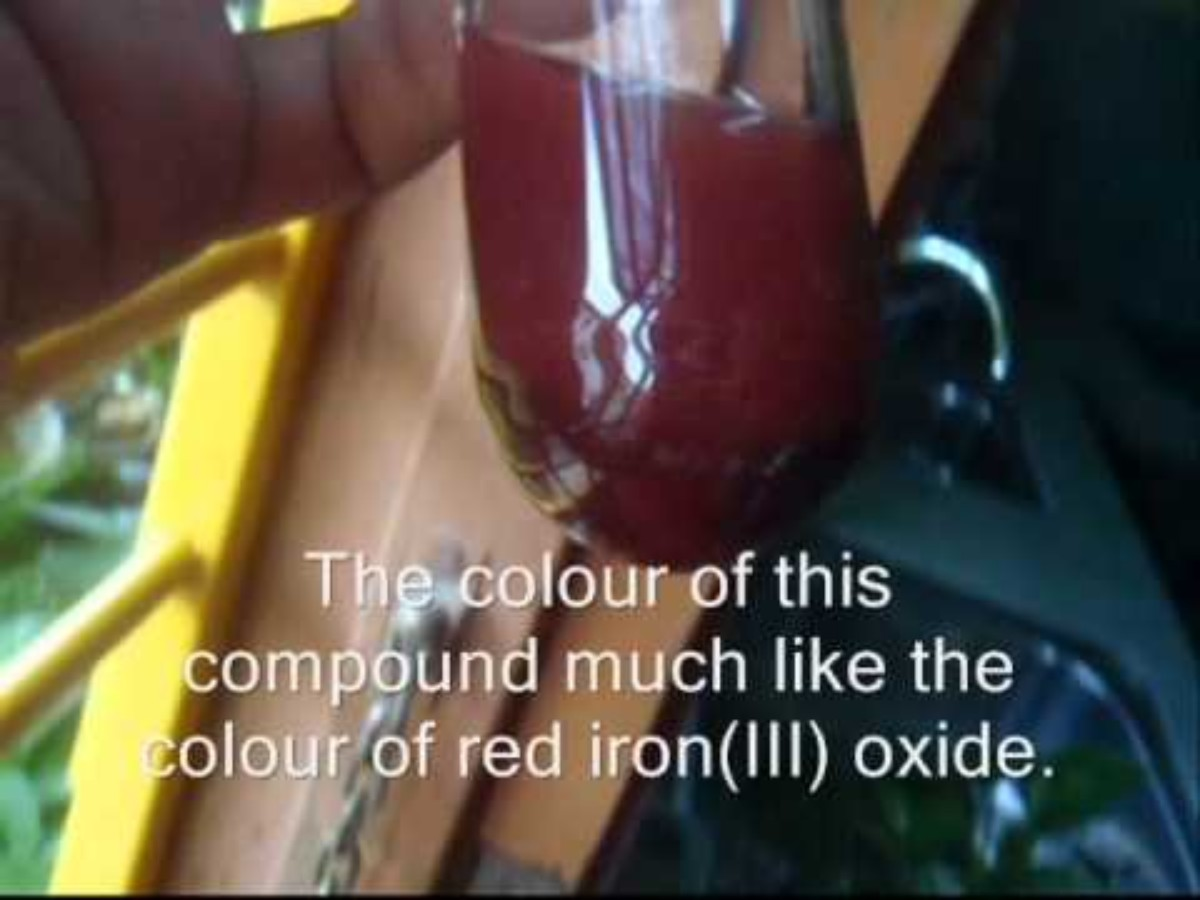 The colour of this
compound much like the
colour of red iron(III) oxide.